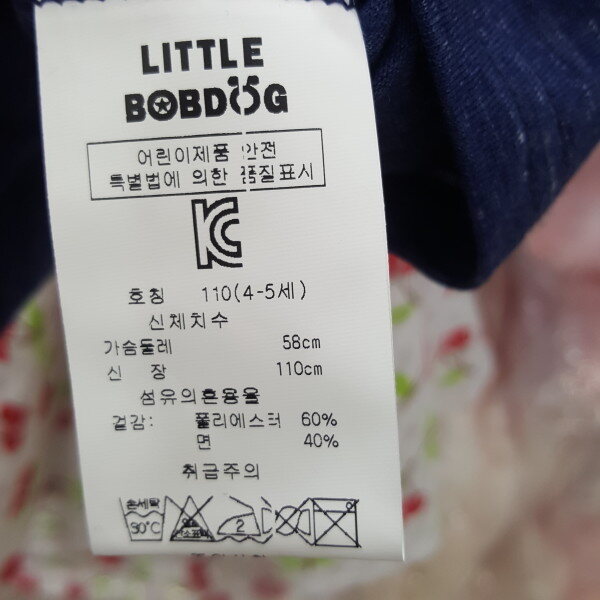 LITTLE
BOBDOG
어린이제품 안전
특별법에 의한 품질표시
KC
호칭 110(4-5세)
신체치수
가슴둘레 58cm
신 장 110cm
섬유의혼용율
겉감: 폴리에스터 60%
면 40%
취급주의
손세탁
30°C 2